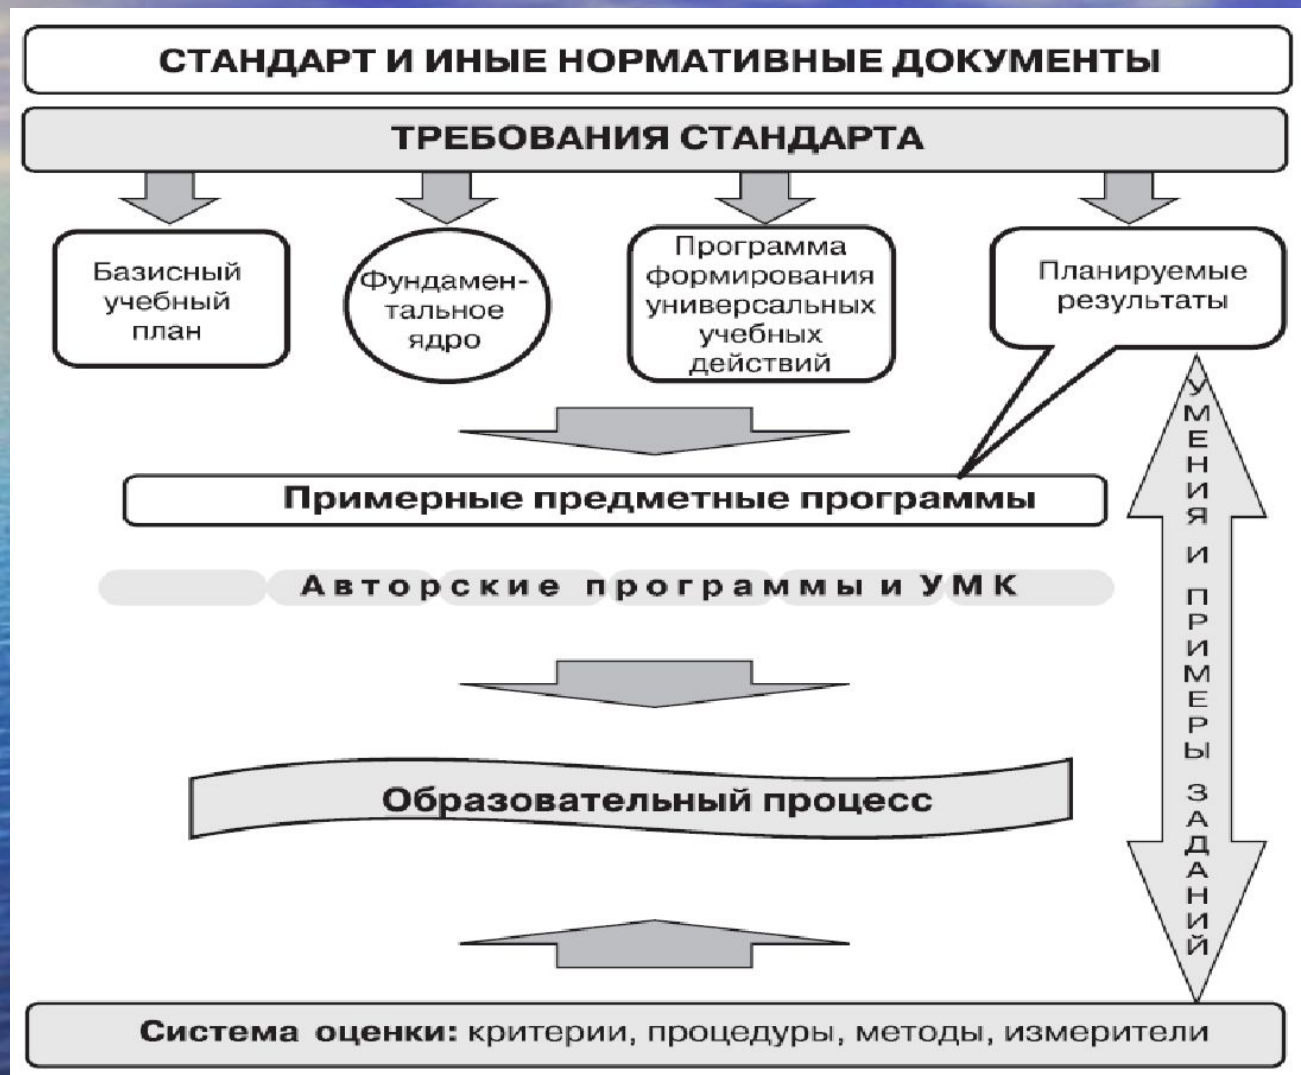 СТАНДАРТ И ИНЫЕ НОРМАТИВНЫЕ ДОКУМЕНТЫ
ТРЕБОВАНИЯ СТАНДАРТА
Базисный
учебный
план
Фундамен-
тальное
ядро
Программа
формирования
универсальных
учебных
действий
Планируемые
результаты
Примерные предметные программы
Авторские программы и УМК
Образовательный процесс
УМЕНИЯ И ПРИМЕРЫ ЗАДАНИЙ
Система оценки: критерии, процедуры, методы, измерители